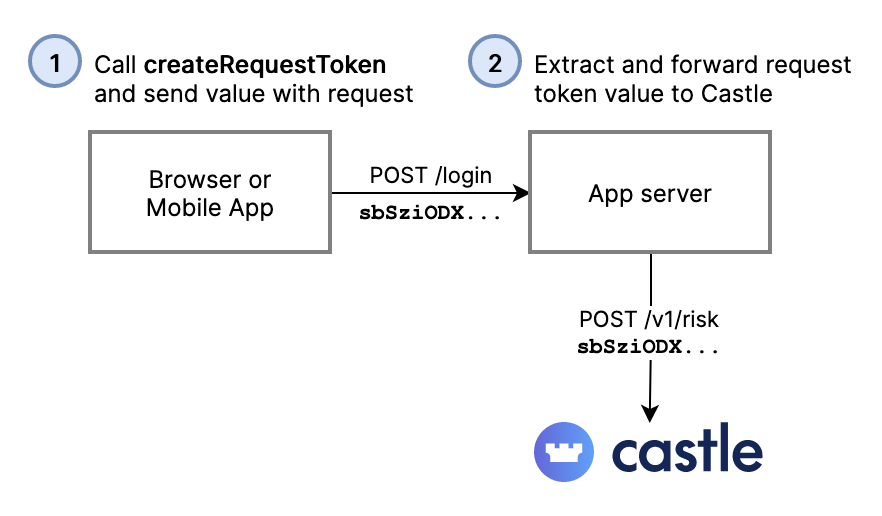 1
Call createRequestToken
and send value with request
2
Extract and forward request
token value to Castle
Browser or
Mobile App
POST /login
sbSziODX...
App server
POST /v1/risk
sbSziODX...
castle